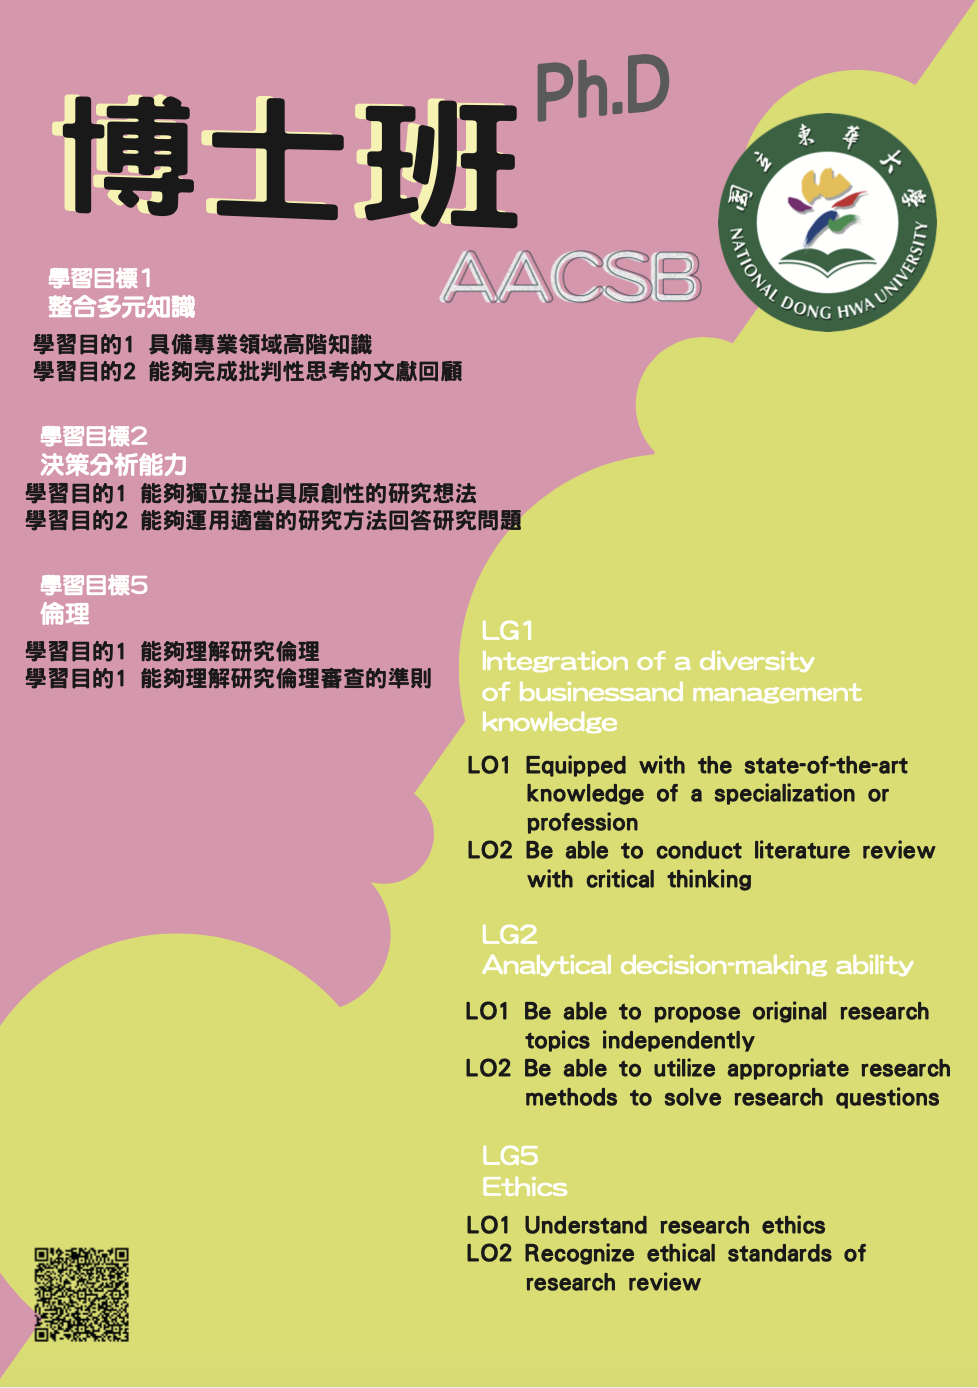 博士班
Ph.D
國立東華大學
NATIONAL DONG HWA UNIVERSITY
AACSB
學習目標1
整合多元知識
學習目的1 具備專業領域高階知識
學習目的2 能夠完成批判性思考的文獻回顧
學習目標2
決策分析能力
學習目的1 能夠獨立提出具原創性的研究想法
學習目的2 能夠運用適當的研究方法回答研究問題
學習目標5
倫理
學習目的1 能夠理解研究倫理
學習目的1 能夠理解研究倫理審查的準則
LG1
Integration of a diversity
of businessand management
knowledge
LO1 Equipped with the state-of-the-art
knowledge of a specialization or
profession
LO2 Be able to conduct literature review
with critical thinking
LG2
Analytical decision-making ability
LO1 Be able to propose original research
topics independently
LO2 Be able to utilize appropriate research
methods to solve research questions
LG5
Ethics
LO1 Understand research ethics
LO2 Recognize ethical standards of
research review